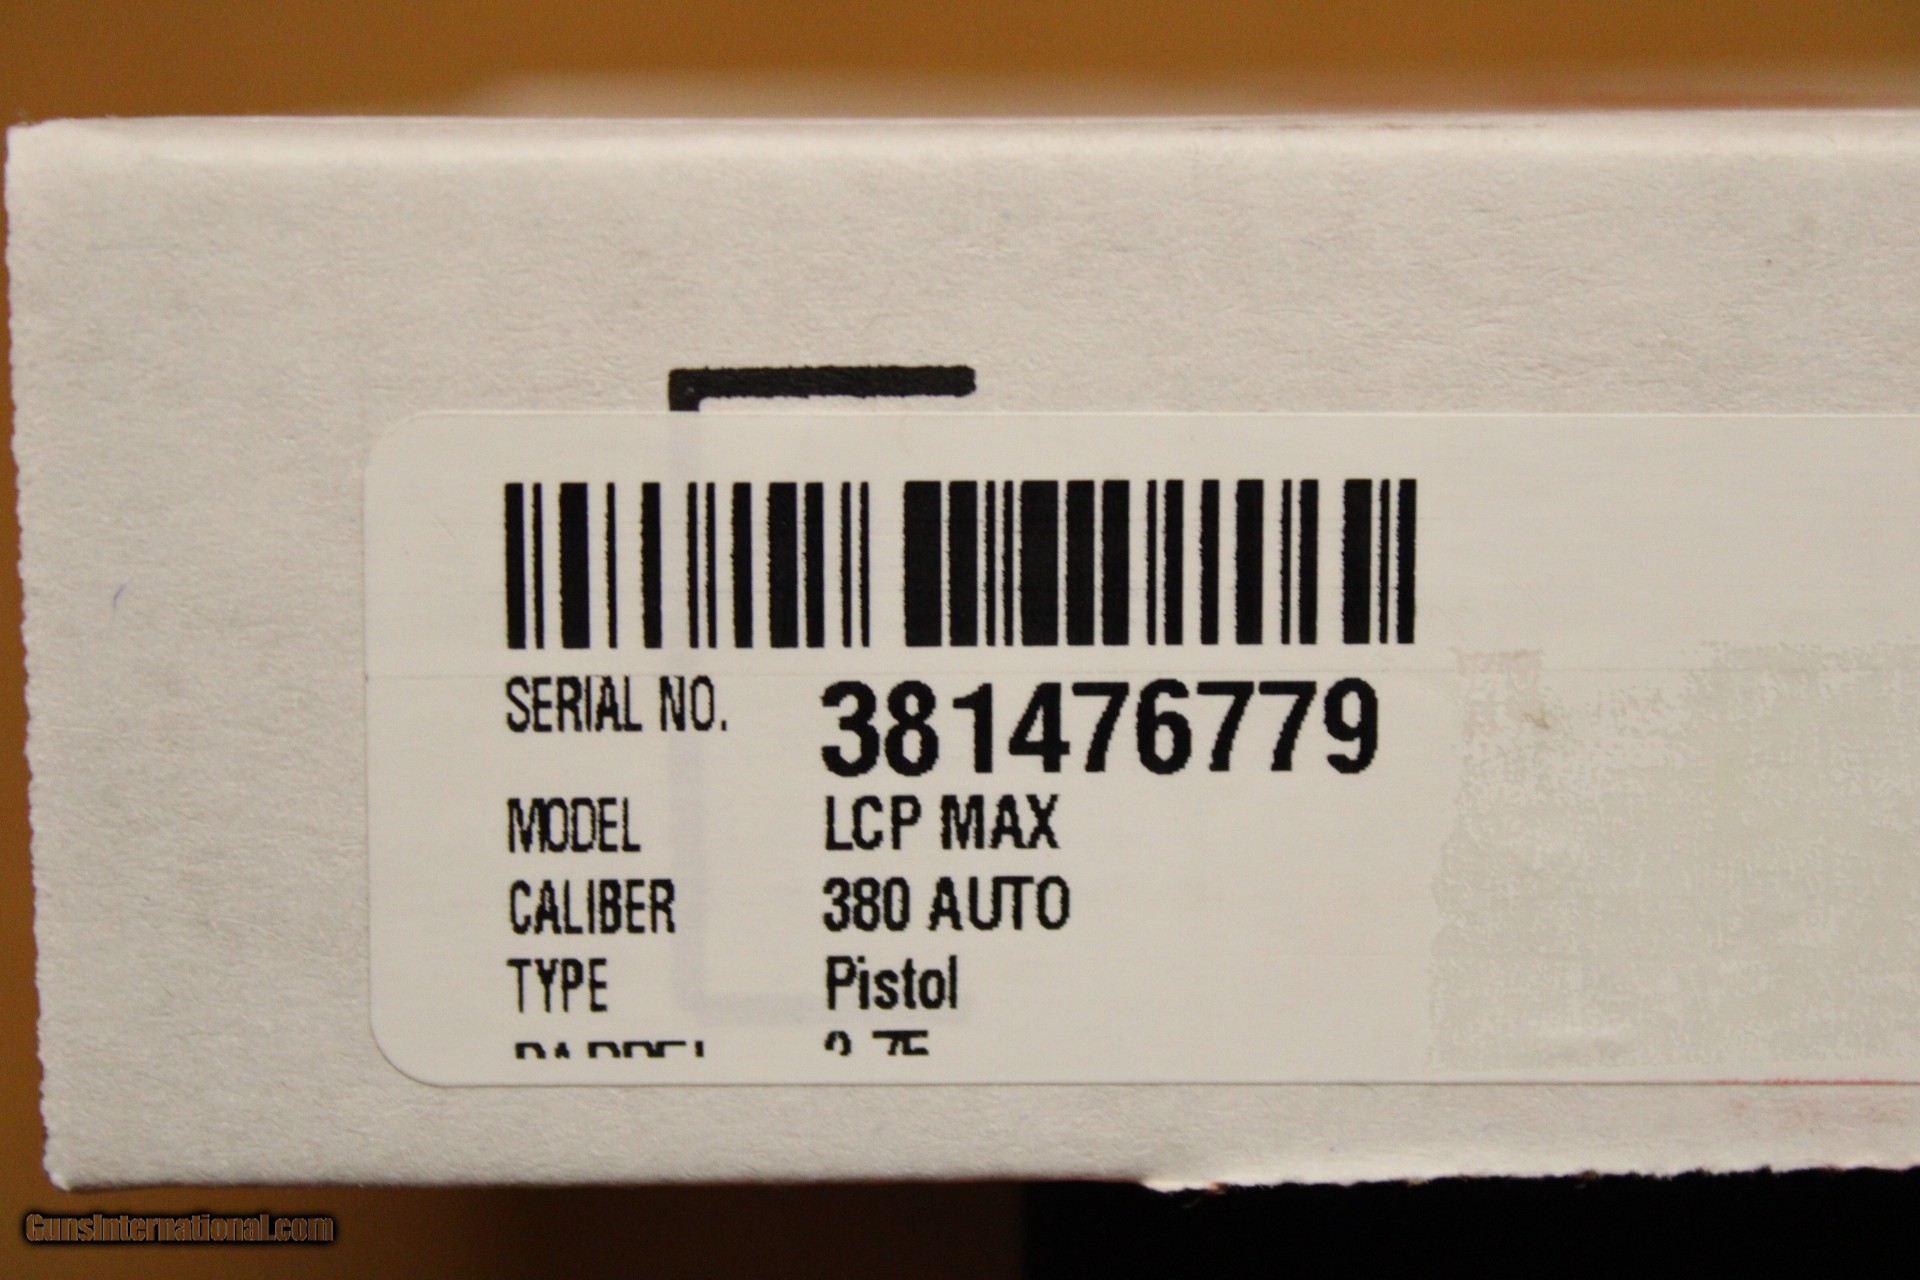 SERIAL NO. 381476779
MODEL LCP MAX
CALIBER 380 AUTO
TYPE Pistol
GunsInternational.com